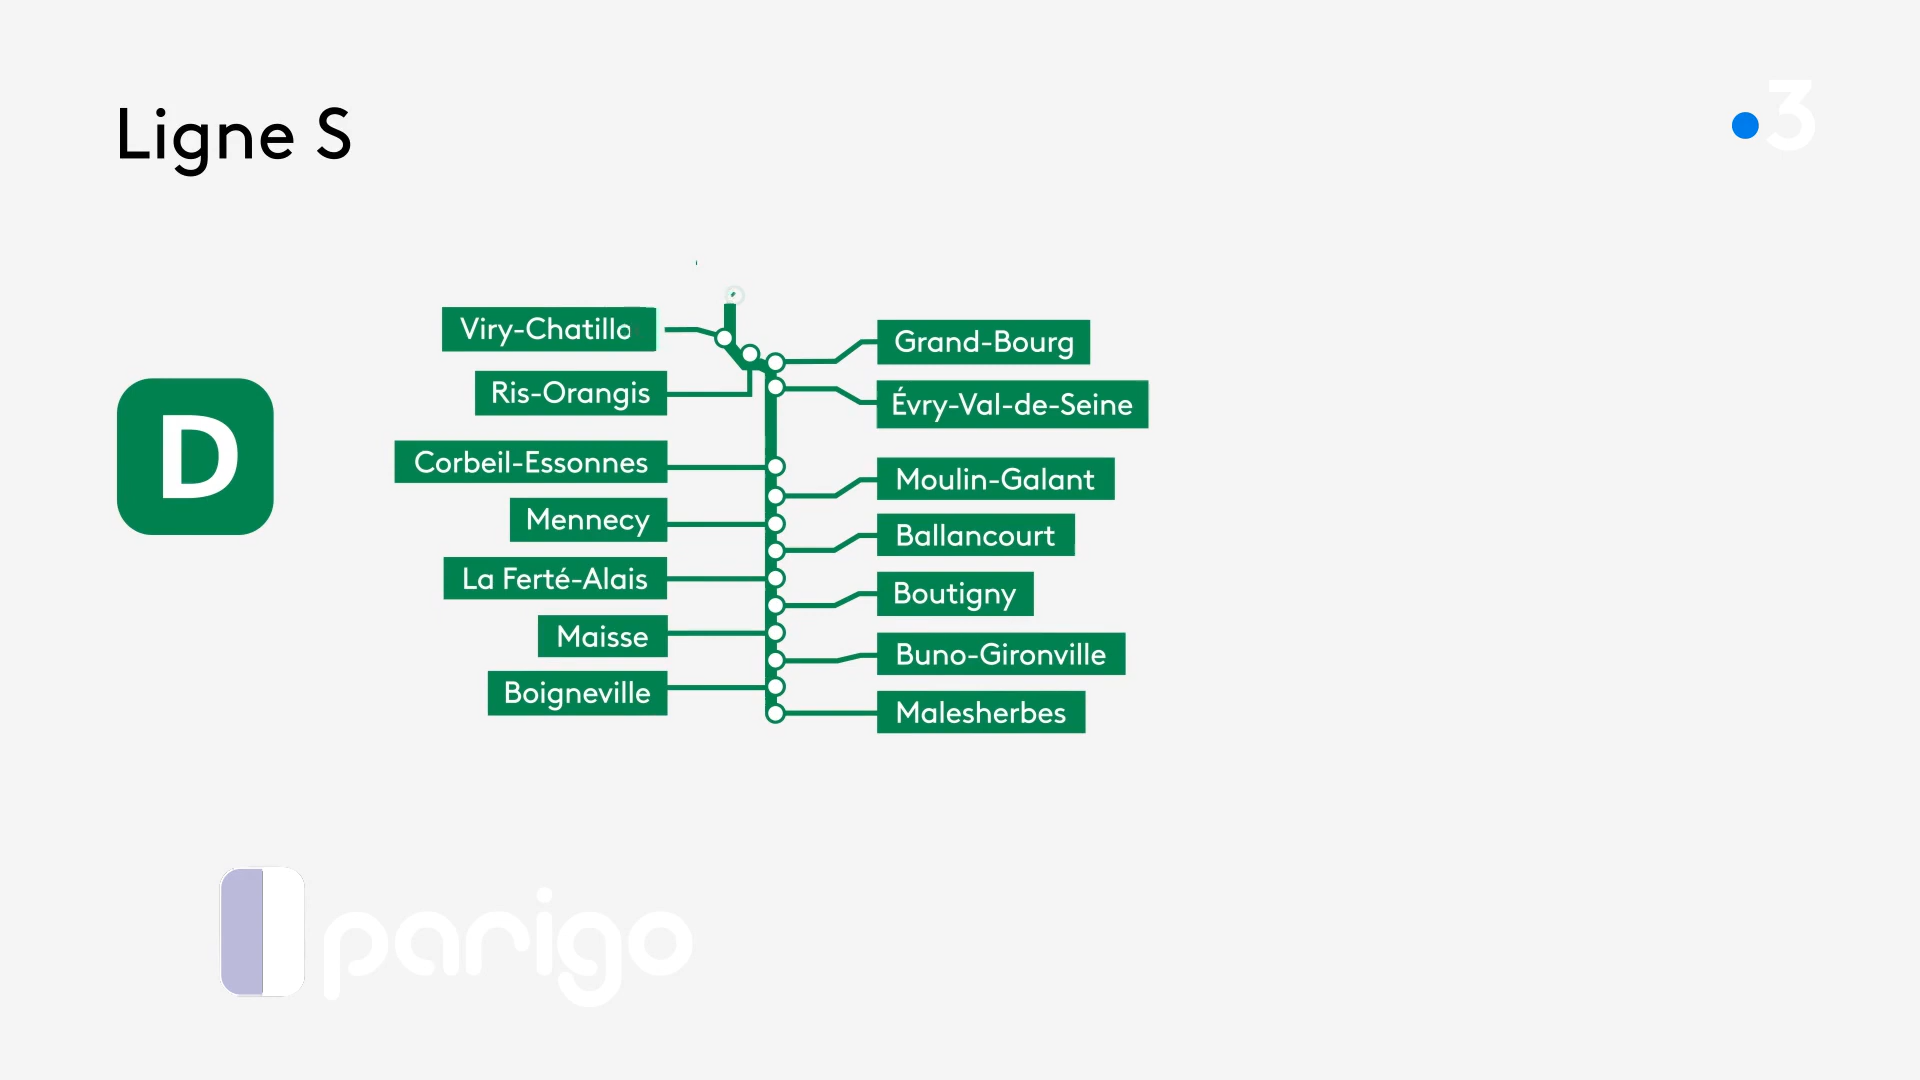 Ligne S
3
Viry-Chatillo
Grand-Bourg
Ris-Orangis
Évry-Val-de-Seine
D
Corbeil-Essonnes
Moulin-Galant
Mennecy
Ballancourt
La Ferté-Alais
Boutigny
Maisse
Buno-Gironville
Boigneville
Malesherbes
parigo